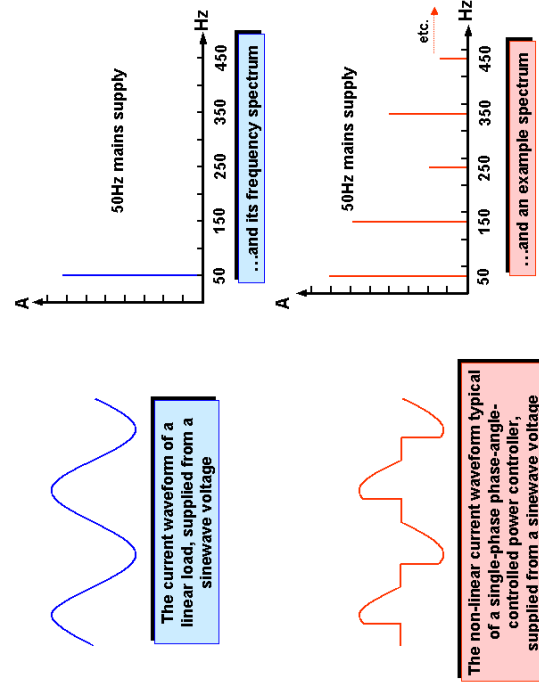 The current waveform of a
linear load, supplied from a
sinewave voltage
A
50Hz mains supply
50 150 250 350 450 Hz
...and its frequency spectrum
The non-linear current waveform typical
of a single-phase phase-angle-
controlled power controller,
supplied from a sinewave voltage
A
50Hz mains supply
etc.
50 150 250 350 450 Hz
...and an example spectrum